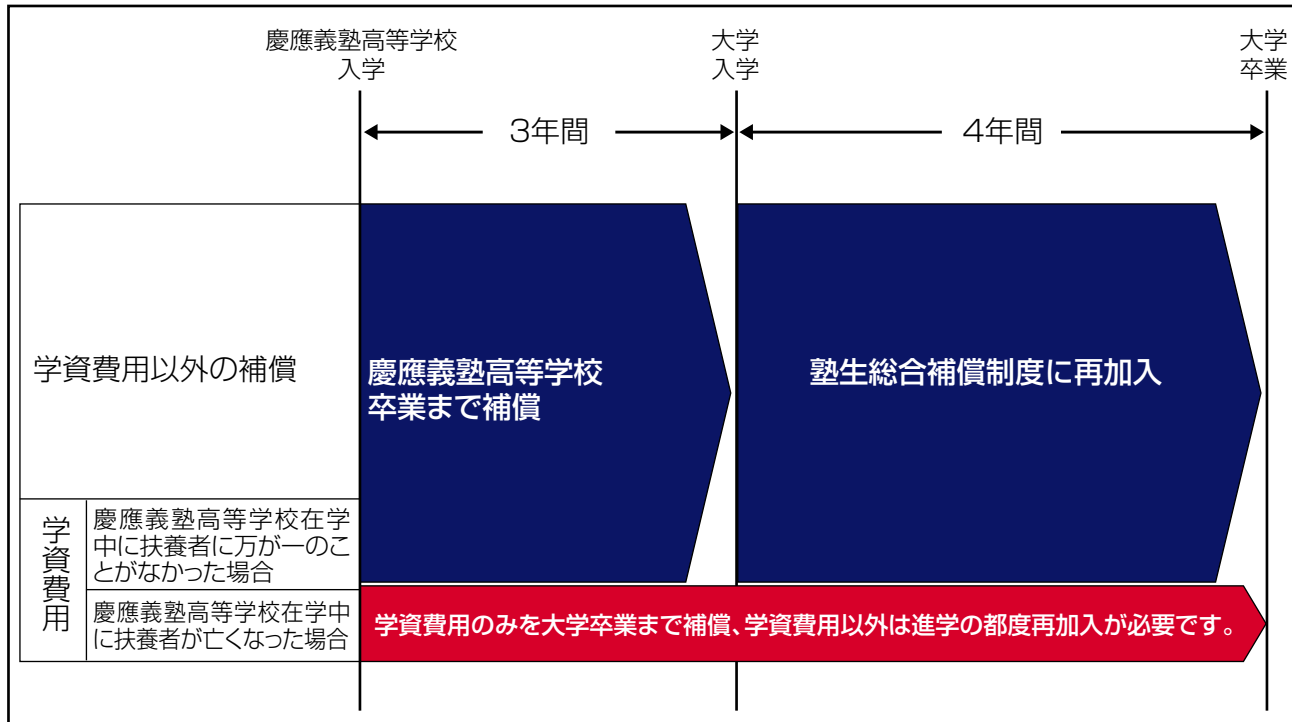 慶應義塾高等学校
入学
大学
入学
大学
卒業
3年間
4年間
学資費用以外の補償
慶應義塾高等学校
卒業まで補償
塾生総合補償制度に再加入
学資費用
慶應義塾高等学校在学
中に扶養者に万が一のこ
とがなかった場合
慶應義塾高等学校在学中
に扶養者が亡くなった場合
学資費用のみを大学卒業まで補償、学資費用以外は進学の都度再加入が必要です。